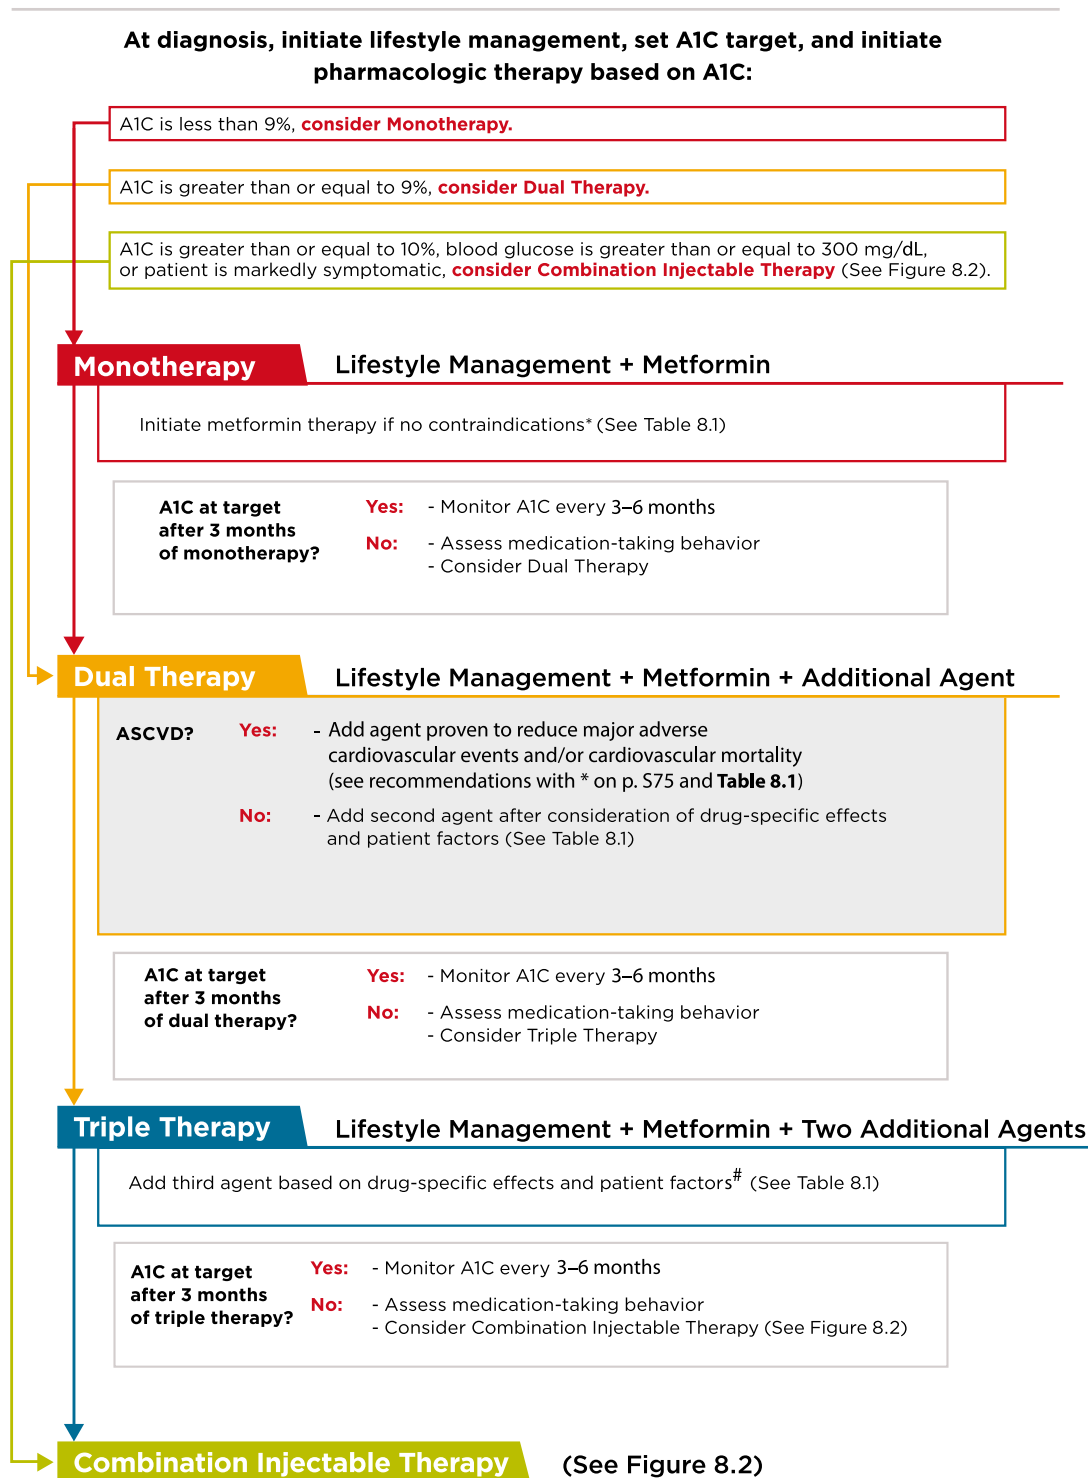 At diagnosis, initiate lifestyle management, set A1C target, and initiate
pharmacologic therapy based on A1C:
A1C is less than 9%, consider Monotherapy.
A1C is greater than or equal to 9%, consider Dual Therapy.
A1C is greater than or equal to 10%, blood glucose is greater than or equal to 300 mg/dL,
or patient is markedly symptomatic, consider Combination Injectable Therapy (See Figure 8.2).
Monotherapy Lifestyle Management + Metformin
Initiate metformin therapy if no contraindications* (See Table 8.1)
A1C at target
after 3 months
of monotherapy?
Yes: - Monitor A1C every 3–6 months
No: - Assess medication-taking behavior
- Consider Dual Therapy
Dual Therapy Lifestyle Management + Metformin + Additional Agent
ASCVD? Yes: - Add agent proven to reduce major adverse
cardiovascular events and/or cardiovascular mortality
(see recommendations with * on p. S75 and Table 8.1)
No: - Add second agent after consideration of drug-specific effects
and patient factors (See Table 8.1)
A1C at target
after 3 months
of dual therapy?
Yes: - Monitor A1C every 3–6 months
No: - Assess medication-taking behavior
- Consider Triple Therapy
Triple Therapy Lifestyle Management + Metformin + Two Additional Agents
Add third agent based on drug-specific effects and patient factors# (See Table 8.1)
A1C at target
after 3 months
of triple therapy?
Yes: - Monitor A1C every 3–6 months
No: - Assess medication-taking behavior
- Consider Combination Injectable Therapy (See Figure 8.2)
Combination Injectable Therapy (See Figure 8.2)